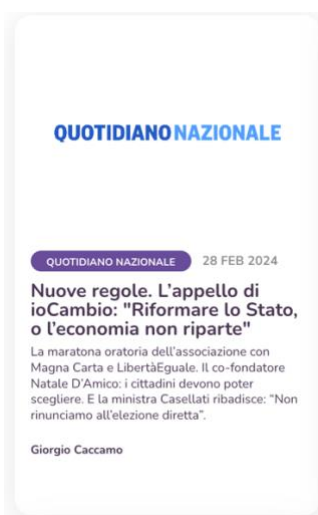 QUOTIDIANO NAZIONALE
QUOTIDIANO NAZIONALE 28 FEB 2024
Nuove regole. L’appello di
ioCambio: "Riformare lo Stato,
o l’economia non riparte"
La maratona oratoria dell’associazione con
Magna Carta e LibertàEguale. Il co-fondatore
Natale D’Amico: i cittadini devono poter
scegliere. E la ministra Casellati ribadisce: “Non
rinunciamo all’elezione diretta”.
Giorgio Caccamo